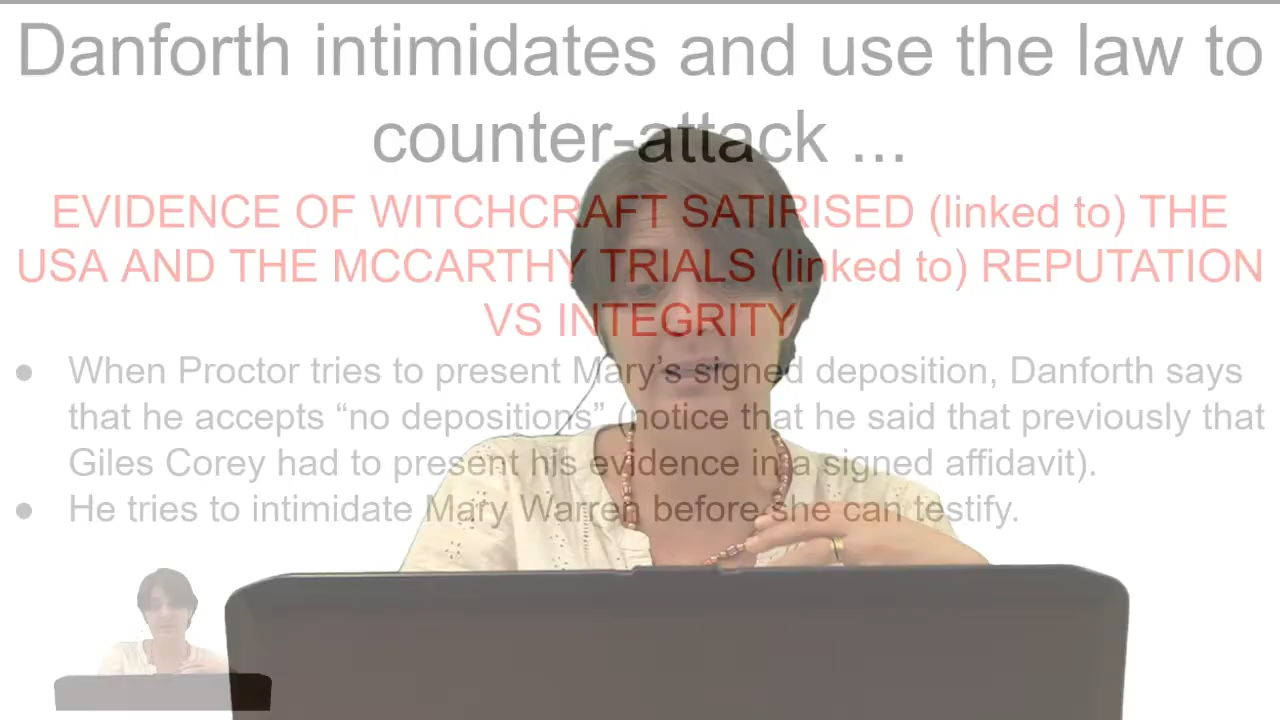 Danforth intimidates and use the law to
counter-attack ...
EVIDENCE OF WITCHCRAFT SATIRISED (linked to) THE
USA AND THE MCCARTHY TRIALS (linked to) REPUTATION
VS INTEGRITY
● When Proctor tries to present Mary’s signed deposition, Danforth says
that he accepts “no depositions” (notice that he said that previously that
Giles Corey had to present his evidence in a signed affidavit).
● He tries to intimidate Mary Warren before she can testify.